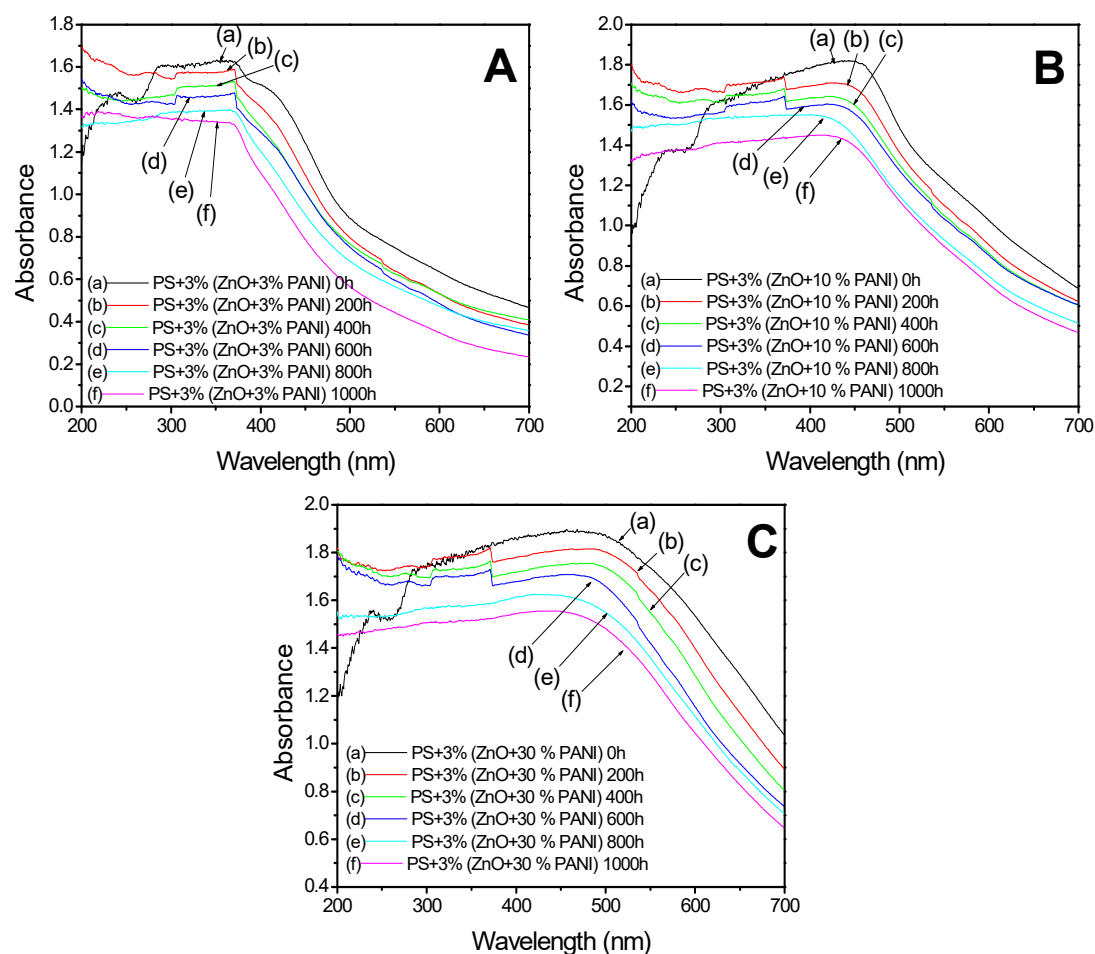 A
1.8
1.6
1.4
1.2
1.0
0.8
0.6
0.4
0.2
0.0
Absorbance
(a)
(b)
(c)
(d)
(e)
(f)
(a) PS+3% (ZnO+3% PANI) 0h
(b) PS+3% (ZnO+3% PANI) 200h
(c) PS+3% (ZnO+3% PANI) 400h
(d) PS+3% (ZnO+3% PANI) 600h
(e) PS+3% (ZnO+3% PANI) 800h
(f) PS+3% (ZnO+3% PANI) 1000h
200 300 400 500 600 700
Wavelength (nm)
B
2.0
1.8
1.6
1.4
1.2
1.0
0.8
0.6
0.4
0.2
Absorbance
(a)
(b)
(c)
(d)
(e)
(f)
(a) PS+3% (ZnO+10 % PANI) 0h
(b) PS+3% (ZnO+10 % PANI) 200h
(c) PS+3% (ZnO+10 % PANI) 400h
(d) PS+3% (ZnO+10 % PANI) 600h
(e) PS+3% (ZnO+10 % PANI) 800h
(f) PS+3% (ZnO+10 % PANI) 1000h
200 300 400 500 600 700
Wavelength (nm)
C
2.0
1.8
1.6
1.4
1.2
1.0
0.8
0.6
0.4
Absorbance
(a)
(b)
(c)
(d)
(e)
(f)
(a) PS+3% (ZnO+30 % PANI) 0h
(b) PS+3% (ZnO+30 % PANI) 200h
(c) PS+3% (ZnO+30 % PANI) 400h
(d) PS+3% (ZnO+30 % PANI) 600h
(e) PS+3% (ZnO+30 % PANI) 800h
(f) PS+3% (ZnO+30 % PANI) 1000h
200 300 400 500 600 700
Wavelength (nm)